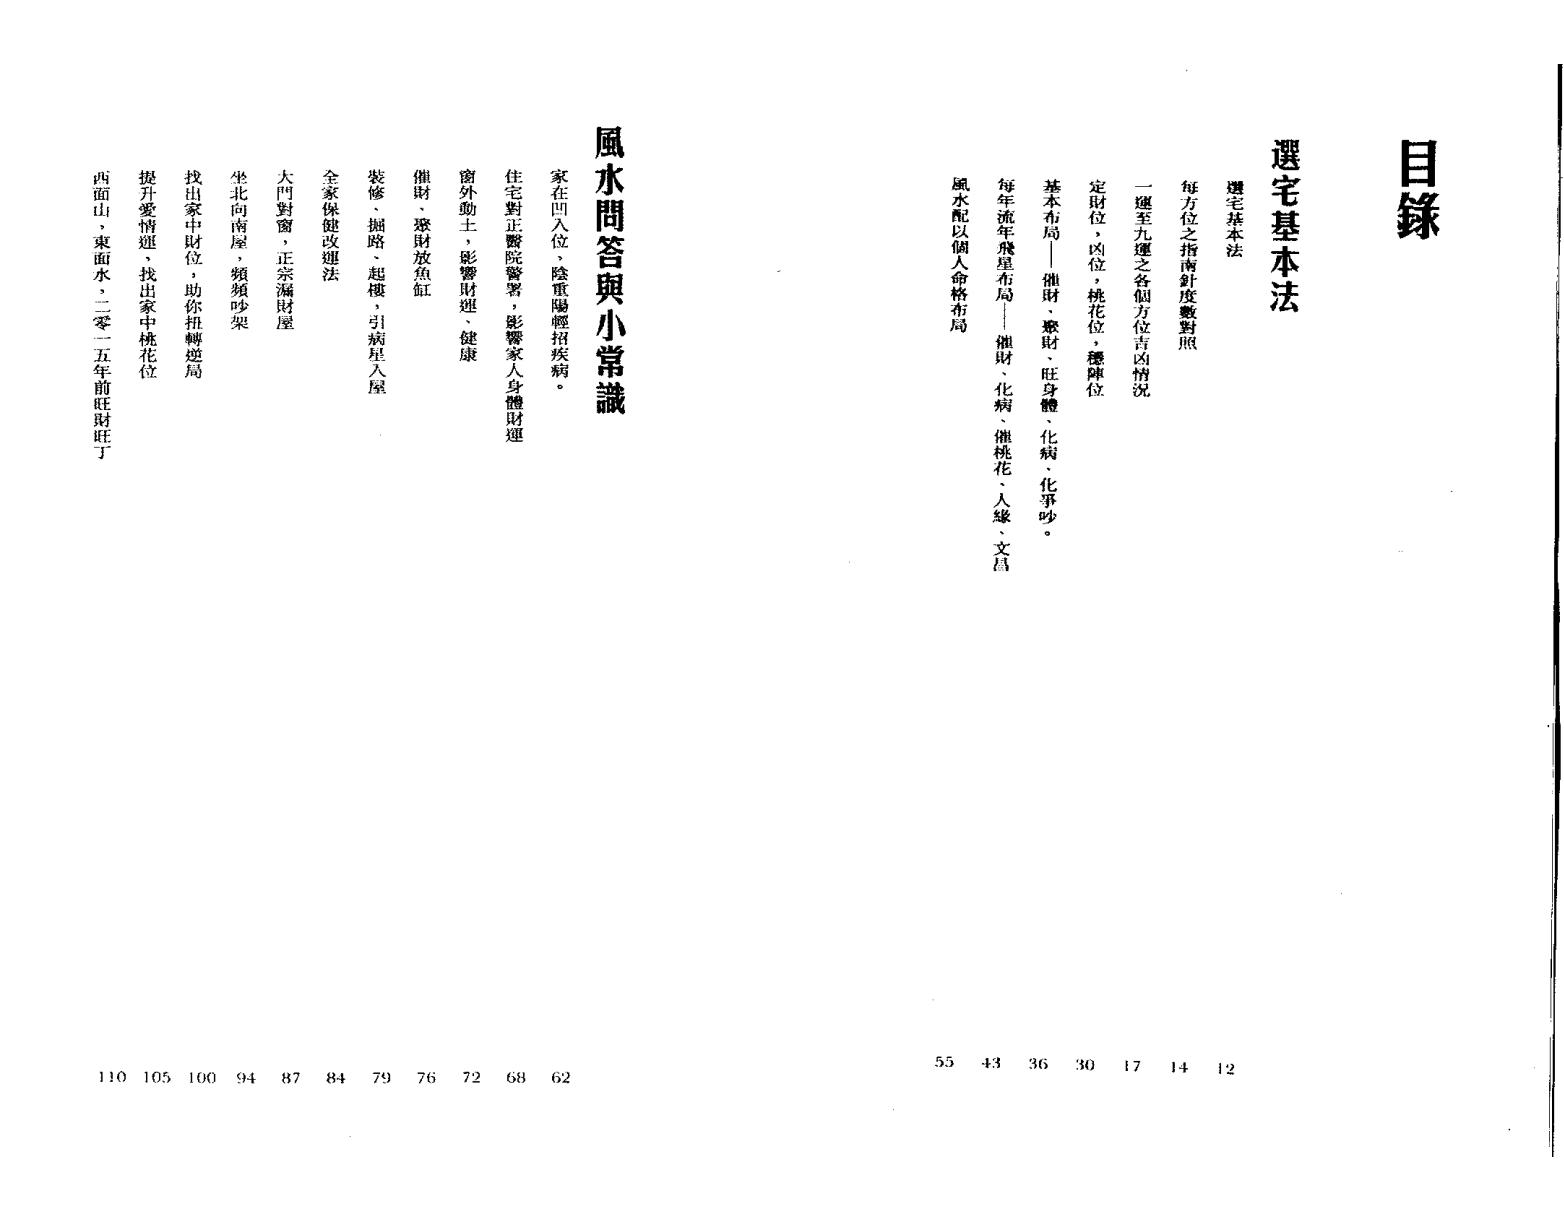 目錄
選宅基本法
選宅基本法 12
每方位之指南針度數對照 14
一運至九運之各個方位吉凶情況 17
定財位，凶位，桃花位，穩陣位 30
基本布局——催財、聚財、旺身體、化病、化爭吵。 36
每年流年飛星布局——催財、化病、催桃花、人緣、文昌 43
風水配以個人命格布局 55
風水問答與小常識
家在凹入位，陰重陽輕招疾病。 62
住宅對正醫院警署，影響家人身體財運 68
窗外動土，影響財運、健康 72
催財、聚財放魚缸 76
裝修、掘路、起樓，引病星入屋 79
全家保健改運法 84
大門對窗，正宗漏財屋 87
坐北向南屋，頻頻吵架 94
找出家中財位，助你扭轉逆局 100
提升愛情運，找出家中桃花位 105
西面山，東面水，二零一五年前旺財旺丁 110